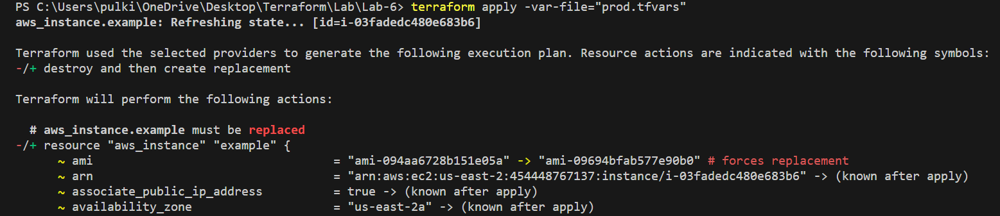 PS C:\Users\pulki\OneDrive\Desktop\Terraform\Lab\Lab-6> terraform apply -var-file="prod.tfvars"
aws_instance.example: Refreshing state... [id=i-03fadedc480e683b6]
Terraform used the selected providers to generate the following execution plan. Resource actions are indicated with the following symbols:
-/+ destroy and then create replacement
Terraform will perform the following actions:
# aws_instance.example must be replaced
-/+ resource "aws_instance" "example" {
~ ami = "ami-094aa6728b151e05a" -> "ami-09694bfab577e90b0" # forces replacement
~ arn = "arn:aws:ec2:us-east-2:454448767137:instance/i-03fadedc480e683b6" -> (known after apply)
~ associate_public_ip_address = true -> (known after apply)
~ availability_zone = "us-east-2a" -> (known after apply)